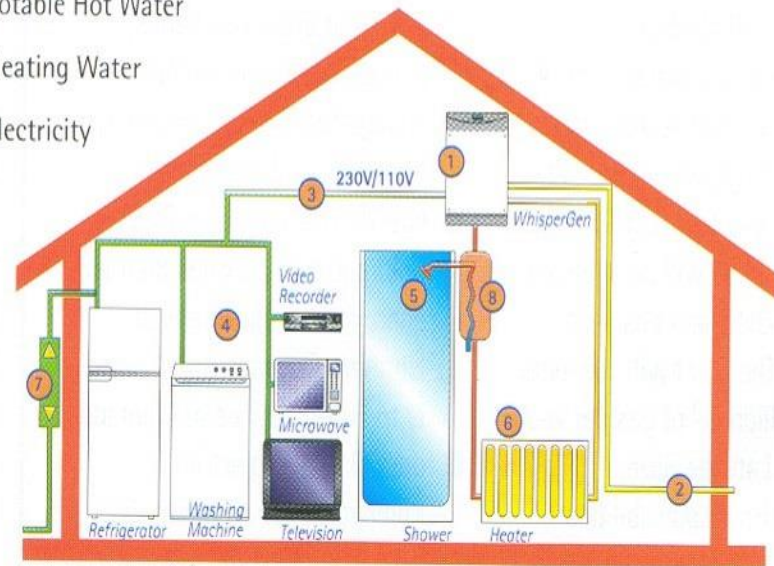 otable Hot Water
eating Water
lectricity
1
3
230V/110V
WhisperGen
Video
Recorder
5
8
4
7
Microwave
6
2
Refrigerator
Washing
Machine
Television
Shower
Heater